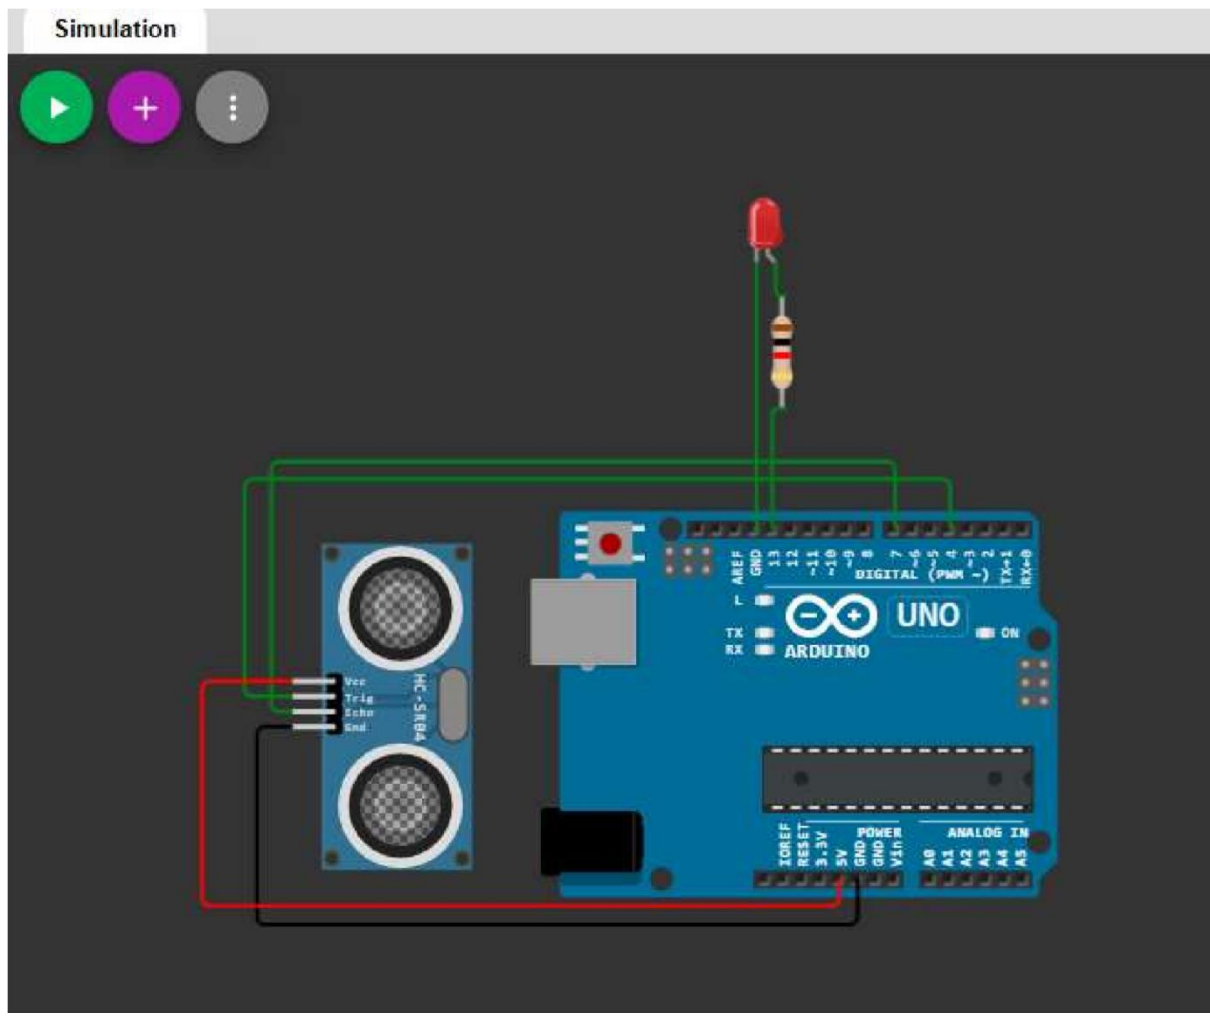 Simulation
AREF
GND
13
12
~11
~10
~9
8
7
~6
~5
4
~3
2
TX→1
RX←0
DIGITAL (PWM ~)
L
TX
RX
UNO
ON
ARDUINO
Vcc
Trig
Echo
Gnd
HC-SR04
IOREF
RESET
3.3V
5V
GND
GND
Vin
POWER
ANALOG IN
A0
A1
A2
A3
A4
A5